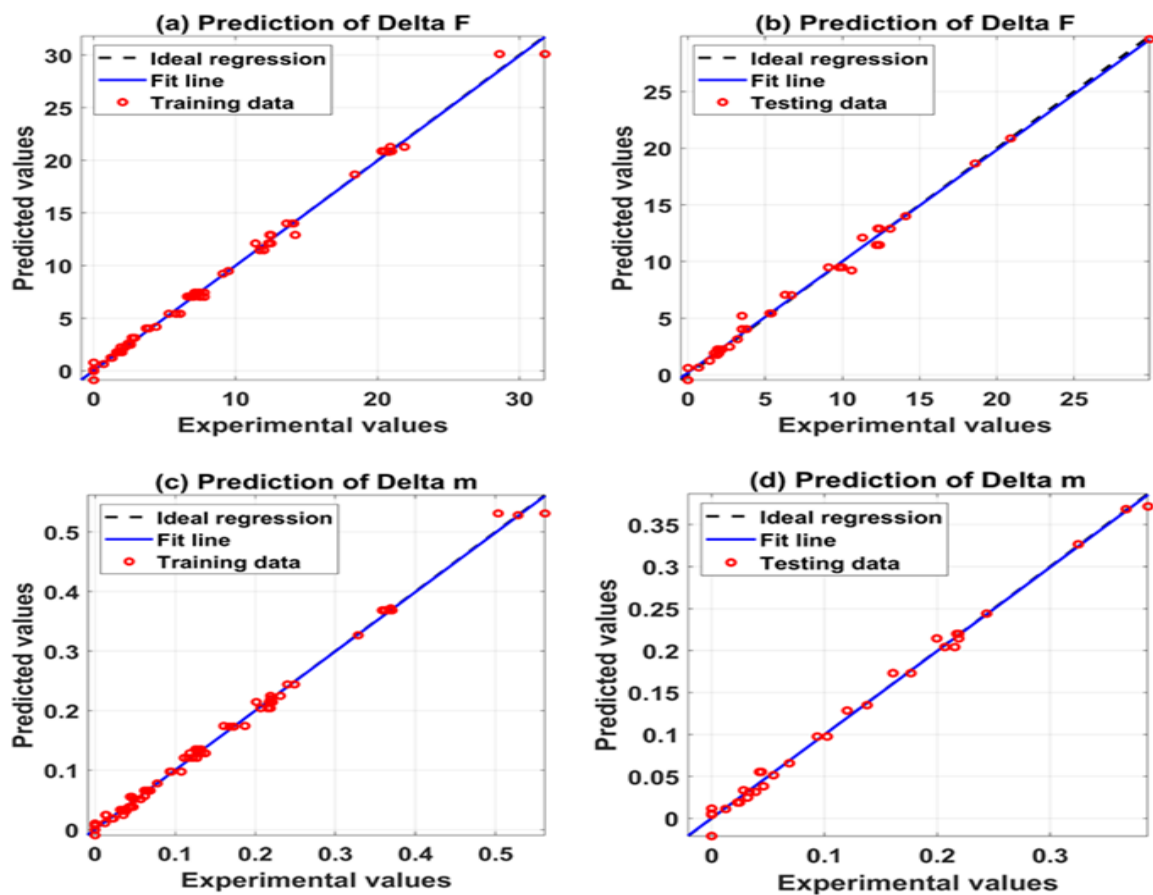 (a) Prediction of Delta F
Ideal regression
Fit line
Training data
Predicted values
30
25
20
15
10
5
0
0 10 20 30
Experimental values
(b) Prediction of Delta F
Ideal regression
Fit line
Testing data
Predicted values
25
20
15
10
5
0
0 5 10 15 20 25
Experimental values
(c) Prediction of Delta m
Ideal regression
Fit line
Training data
Predicted values
0.5
0.4
0.3
0.2
0.1
0
0 0.1 0.2 0.3 0.4 0.5
Experimental values
(d) Prediction of Delta m
Ideal regression
Fit line
Testing data
Predicted values
0.35
0.3
0.25
0.2
0.15
0.1
0.05
0
0 0.1 0.2 0.3
Experimental values